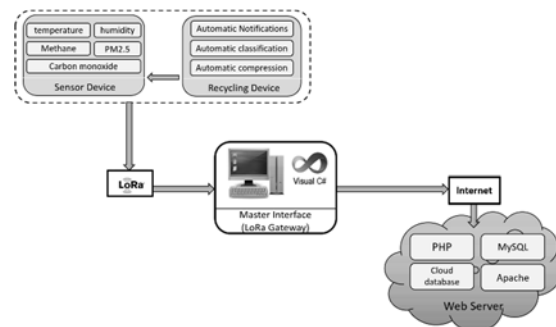 temperature
humidity
Methane
PM2.5
Carbon monoxide
Sensor Device
Automatic Notifications
Automatic classification
Automatic compression
Recycling Device
LoRa
Visual C#
Master Interface
(LoRa Gateway)
Internet
PHP
MySQL
Cloud
database
Apache
Web Server